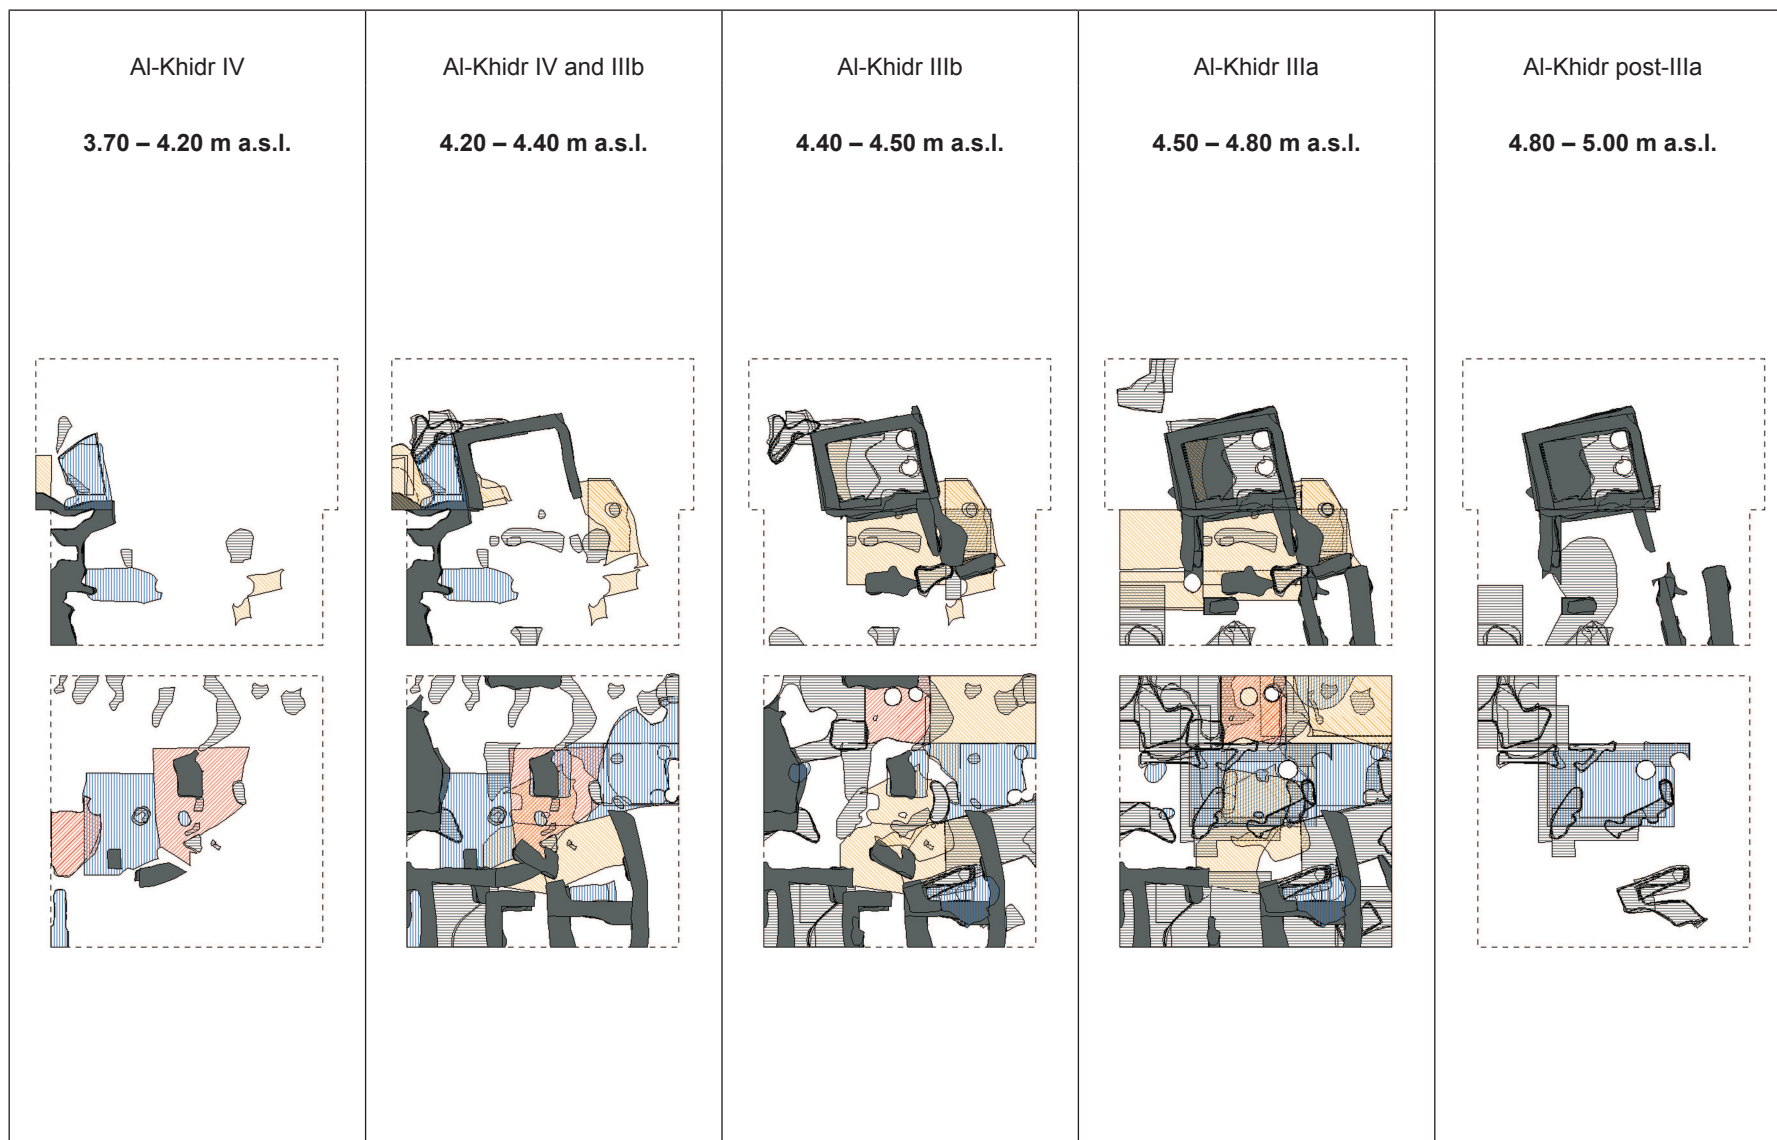 Al-Khidr IV
3.70 – 4.20 m a.s.l.
Al-Khidr IV and IIIb
4.20 – 4.40 m a.s.l.
Al-Khidr IIIb
4.40 – 4.50 m a.s.l.
Al-Khidr IIIa
4.50 – 4.80 m a.s.l.
Al-Khidr post-IIIa
4.80 – 5.00 m a.s.l.